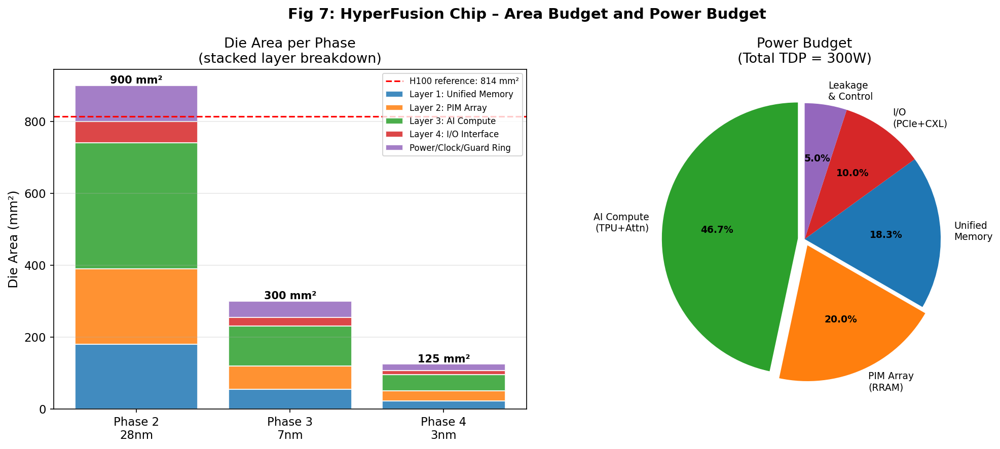 Fig 7: HyperFusion Chip – Area Budget and Power Budget
Die Area per Phase
(stacked layer breakdown)
Die Area (mm²)
800
600
400
200
0
900 mm²
300 mm²
125 mm²
H100 reference: 814 mm²
Layer 1: Unified Memory
Layer 2: PIM Array
Layer 3: AI Compute
Layer 4: I/O Interface
Power/Clock/Guard Ring
Phase 2
28nm
Phase 3
7nm
Phase 4
3nm
Power Budget
(Total TDP = 300W)
Leakage
& Control
I/O
(PCIe+CXL)
5.0%
10.0%
AI Compute
(TPU+Attn)
46.7%
18.3%
Unified
Memory
20.0%
PIM Array
(RRAM)